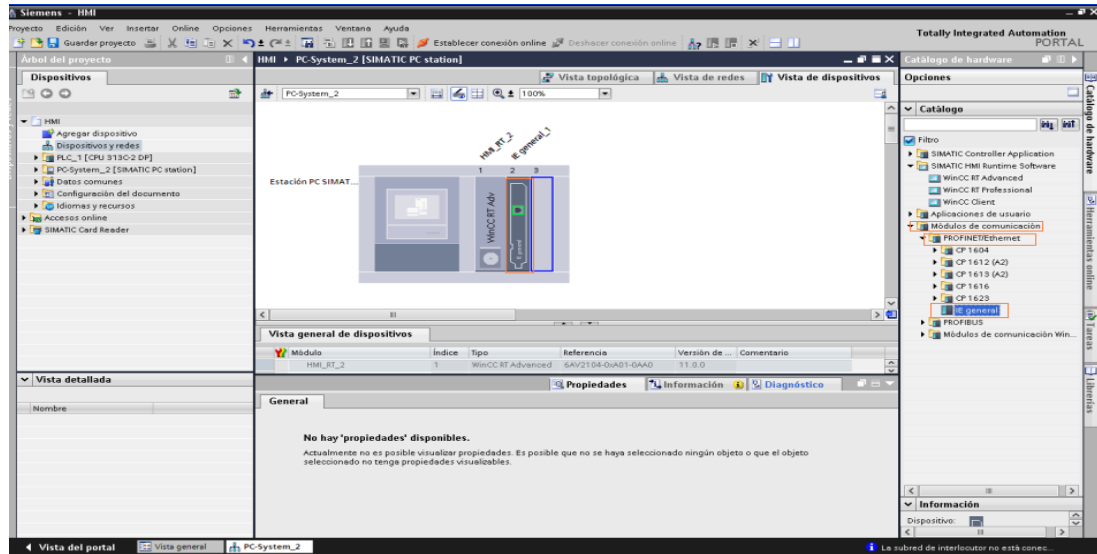 Siemens - HMI
Proyecto Edición Ver Insertar Online Opciones Herramientas Ventana Ayuda
Guardar proyecto Establecer conexión online Deshacer conexión online
Totally Integrated Automation
PORTAL
Árbol del proyecto
Dispositivos
HMI
Agregar dispositivo
Dispositivos y redes
PLC_1 [CPU 313C-2 DP]
PC-System_2 [SIMATIC PC station]
Datos comunes
Configuración del documento
Idiomas y recursos
Accesos online
SIMATIC Card Reader
Vista detallada
Nombre
HMI PC-System_2 [SIMATIC PC station]
Vista topológica Vista de redes Vista de dispositivos
PC-System_2 100%
HMI_RT_2
IE general_1
1 2 3
Estación PC SIMAT...
WinCC RT Adv
Vista general de dispositivos
Módulo Índice Tipo Referencia Versión de ... Comentario
HMI_RT_2 1 WinCC RT Advanced 6AV2104-0xA01-0AA0 11.0.0
Propiedades Información Diagnóstico
General
No hay 'propiedades' disponibles.
Actualmente no es posible visualizar propiedades. Es posible que no se haya seleccionado ningún objeto o que el objeto
seleccionado no tenga propiedades visualizables.
Catálogo de hardware
Opciones
Catálogo
Filtro
SIMATIC Controller Application
SIMATIC HMI Runtime Software
WinCC RT Advanced
WinCC RT Professional
WinCC Client
Aplicaciones de usuario
Módulos de comunicación
PROFINET/Ethernet
CP 1604
CP 1612 (A2)
CP 1613 (A2)
CP 1616
CP 1623
IE general
PROFIBUS
Módulos de comunicación Win...
Información
Dispositivo:
Catálogo de hardware
Herramientas online
Tareas
Librerías
Vista del portal Vista general PC-System_2 La subred de interlocutor no está conec...